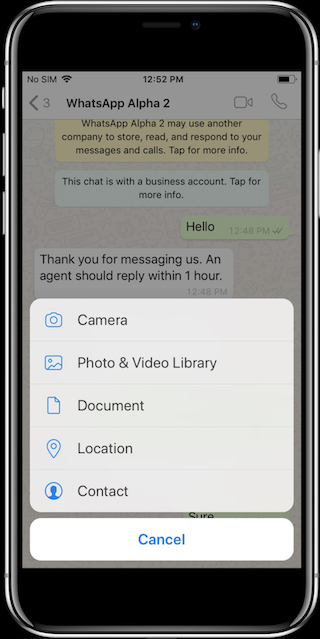 No SIM 12:52 PM
3 WhatsApp Alpha 2
WhatsApp Alpha 2 may use another
company to store, read, and respond to your
messages and calls. Tap for more info.
This chat is with a business account. Tap for
more info.
Hello 12:48 PM
Thank you for messaging us. An
agent should reply within 1 hour.
12:48 PM
Camera
Photo & Video Library
Document
Location
Contact
Sure
Cancel